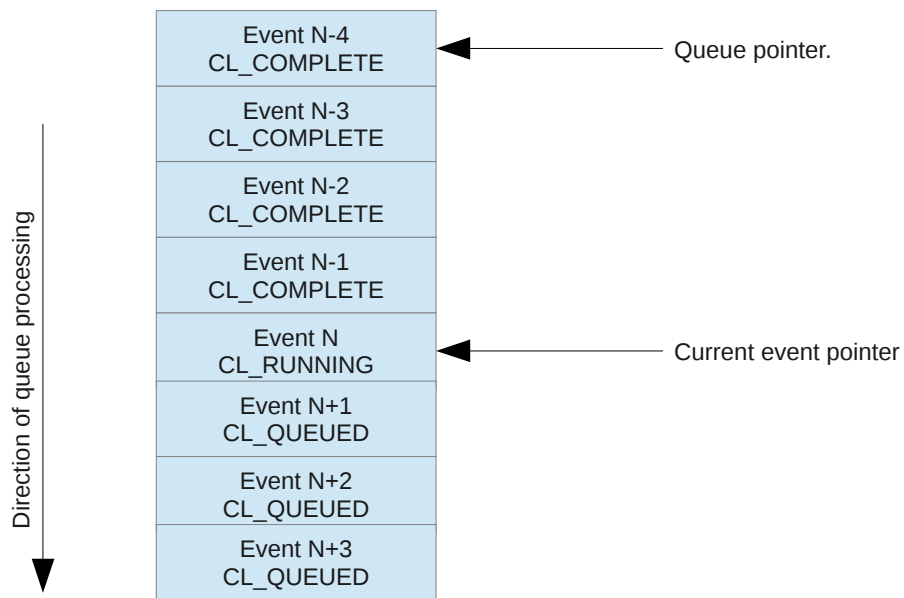 Event N-4
CL_COMPLETE
Queue pointer.
Event N-3
CL_COMPLETE
Event N-2
CL_COMPLETE
Event N-1
CL_COMPLETE
Event N
CL_RUNNING
Current event pointer
Event N+1
CL_QUEUED
Event N+2
CL_QUEUED
Event N+3
CL_QUEUED
Direction of queue processing